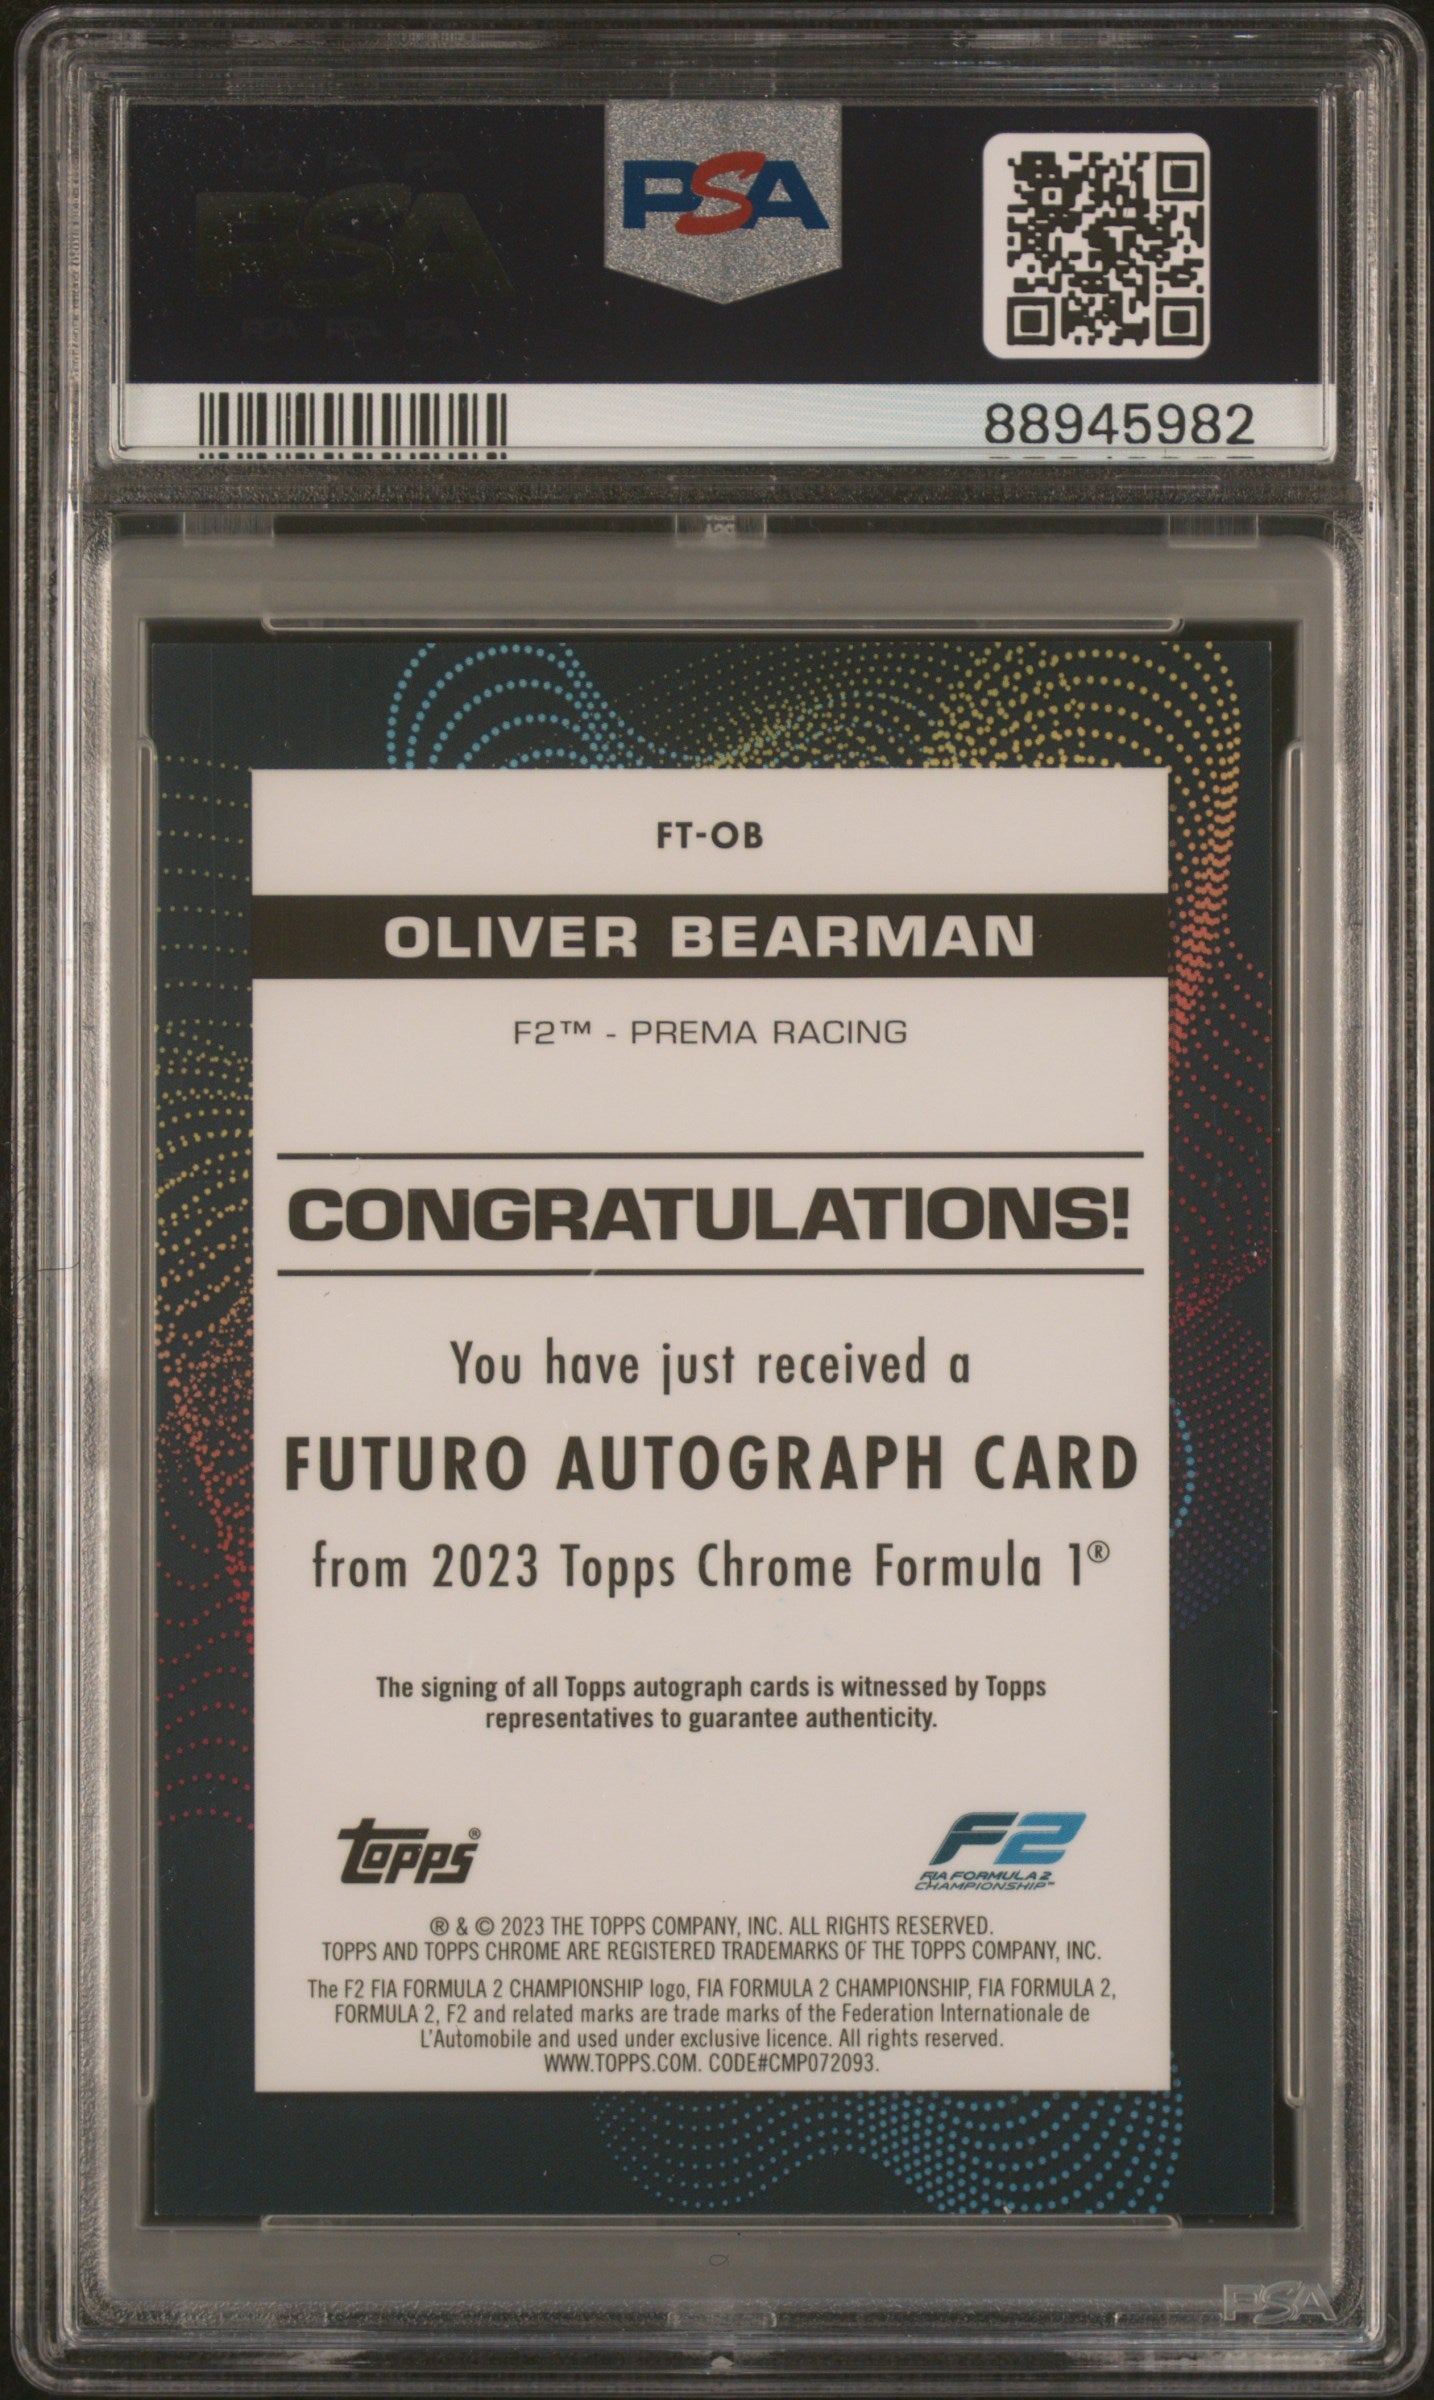 PSA
PSA
88945982
FT-OB
OLIVER BEARMAN
F2™ - PREMA RACING
CONGRATULATIONS!
You have just received a
FUTURO AUTOGRAPH CARD
from 2023 Topps Chrome Formula 1®
The signing of all Topps autograph cards is witnessed by Topps
representatives to guarantee authenticity.
Topps®
F2
FIA FORMULA 2
CHAMPIONSHIP™
® & © 2023 THE TOPPS COMPANY, INC. ALL RIGHTS RESERVED.
TOPPS AND TOPPS CHROME ARE REGISTERED TRADEMARKS OF THE TOPPS COMPANY, INC.
The F2 FIA FORMULA 2 CHAMPIONSHIP logo, FIA FORMULA 2 CHAMPIONSHIP, FIA FORMULA 2,
FORMULA 2, F2 and related marks are trade marks of the Federation Internationale de
L'Automobile and used under exclusive licence. All rights reserved.
WWW.TOPPS.COM. CODE#CMP072093.
PSA